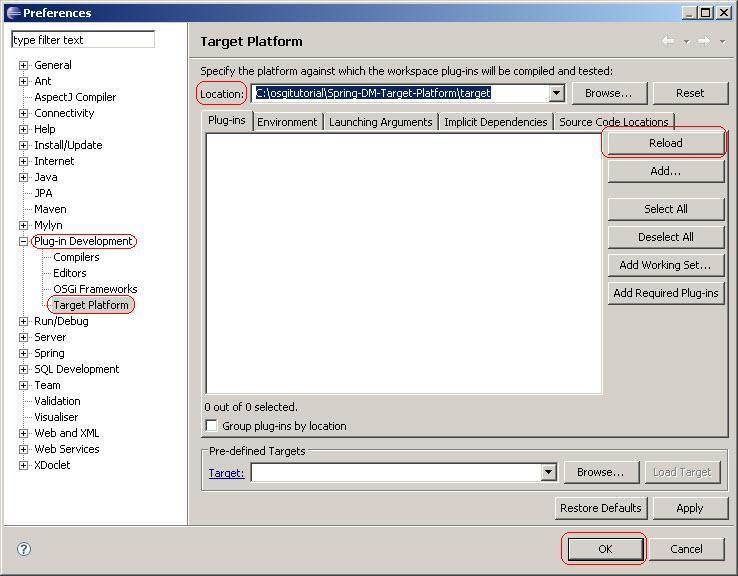 Preferences
type filter text
General
Ant
AspectJ Compiler
Connectivity
Help
Install/Update
Internet
Java
JPA
Maven
Mylyn
Plug-in Development
Compilers
Editors
OSGi Frameworks
Target Platform
Run/Debug
Server
Spring
SQL Development
Team
Validation
Visualiser
Web and XML
Web Services
XDoclet
Target Platform
Specify the platform against which the workspace plug-ins will be compiled and tested:
Location: C:\osgitutorial\Spring-DM-Target-Platform\target Browse... Reset
Plug-ins Environment Launching Arguments Implicit Dependencies Source Code Locations
Reload
Add...
Select All
Deselect All
Add Working Set...
Add Required Plug-ins
0 out of 0 selected.
Group plug-ins by location
Pre-defined Targets
Target: Browse... Load Target
Restore Defaults Apply
? OK Cancel